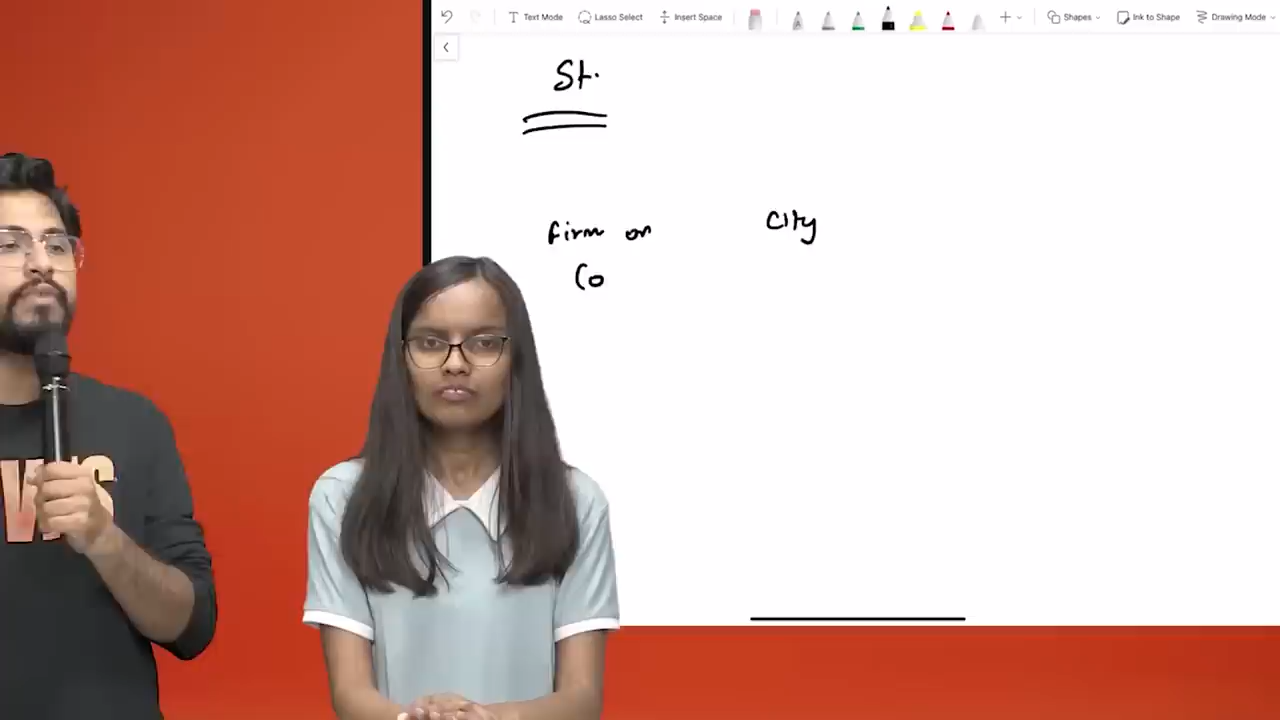 Text Mode Lasso Select Insert Space Shapes Ink to Shape Drawing Mode
St.
firm or City
Co